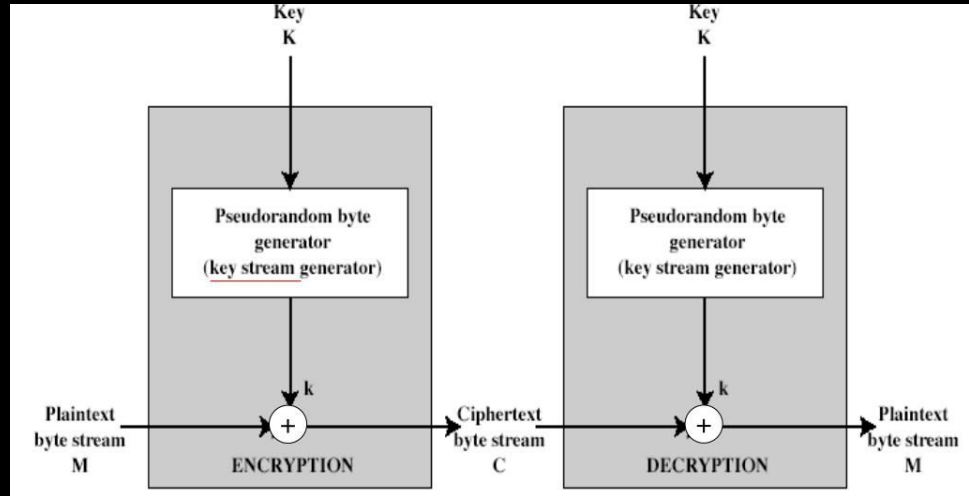 Key
K
Pseudorandom byte
generator
(key stream generator)
k
Plaintext
byte stream
M
+
ENCRYPTION
Ciphertext
byte stream
C
Key
K
Pseudorandom byte
generator
(key stream generator)
k
+
DECRYPTION
Plaintext
byte stream
M